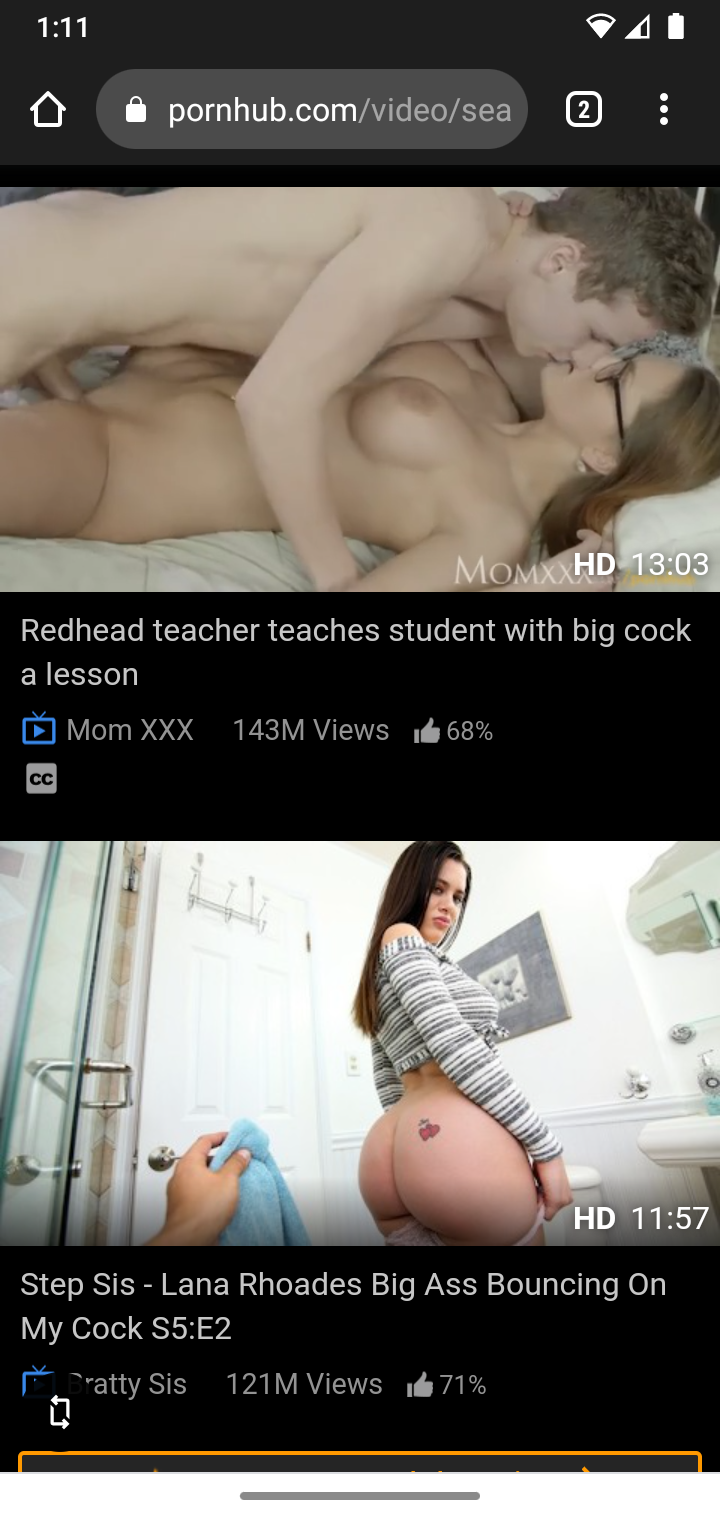 1:11
pornhub.com/video/sea
2
MOMXXX
HD 13:03
Redhead teacher teaches student with big cock
a lesson
Mom XXX 143M Views 68%
CC
HD 11:57
Step Sis - Lana Rhoades Big Ass Bouncing On
My Cock S5:E2
Bratty Sis 121M Views 71%